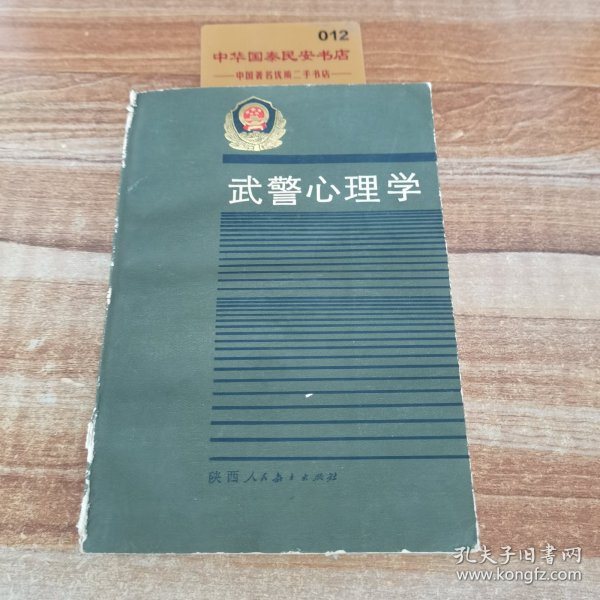 012
中华国泰民安书店
中国著名优质二手书店
武警心理学
陕西人民教育出版社
孔夫子旧书网
www.kongfz.com